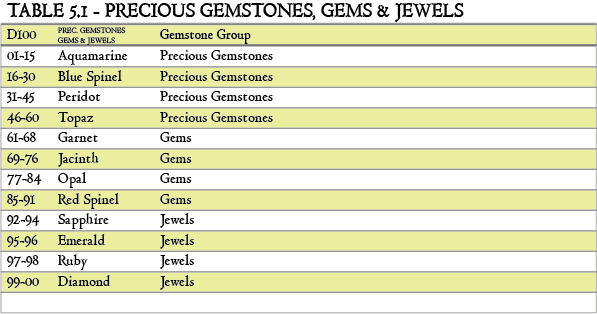 TABLE 5.1 - PRECIOUS GEMSTONES, GEMS & JEWELS
D100 PREC. GEMSTONES GEMS & JEWELS Gemstone Group
01-15 Aquamarine Precious Gemstones
16-30 Blue Spinel Precious Gemstones
31-45 Peridot Precious Gemstones
46-60 Topaz Precious Gemstones
61-68 Garnet Gems
69-76 Jacinth Gems
77-84 Opal Gems
85-91 Red Spinel Gems
92-94 Sapphire Jewels
95-96 Emerald Jewels
97-98 Ruby Jewels
99-00 Diamond Jewels